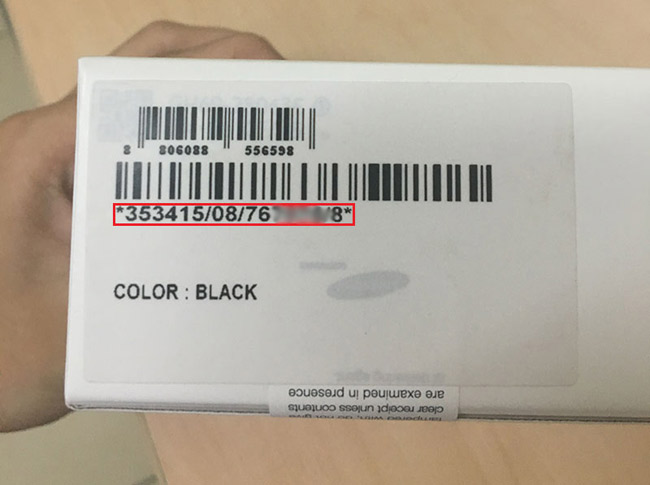 8 806088 556598
*353415/08/76 /8*
COLOR : BLACK
are examined in presence
clear receipt unless contents